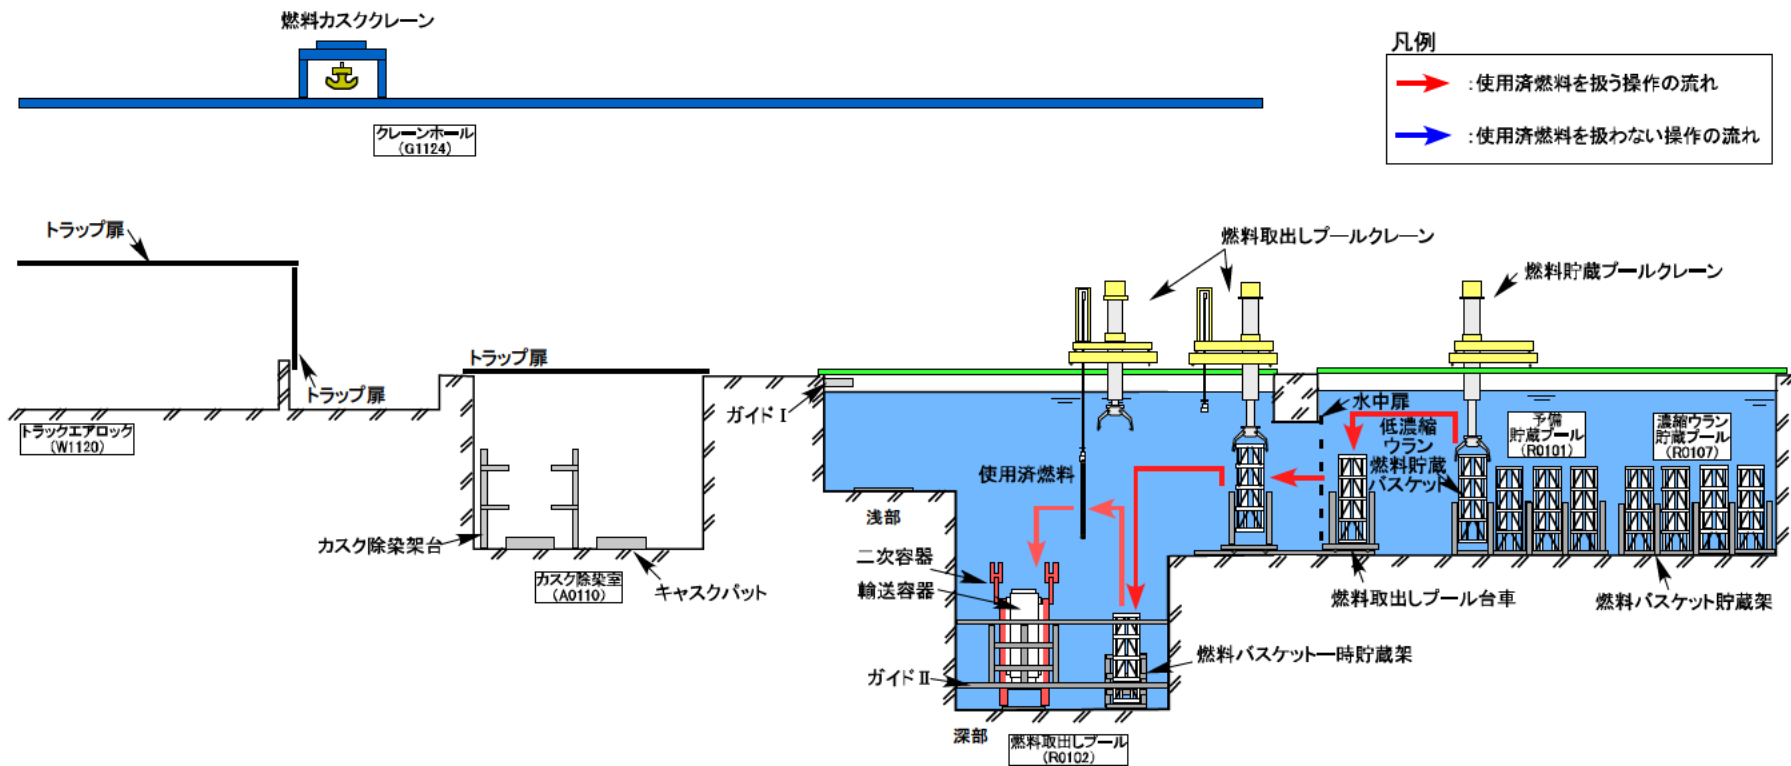 燃料カスククレーン
クレーンホール
(G1124)
凡例
:使用済燃料を扱う操作の流れ
:使用済燃料を扱わない操作の流れ
トラップ扉
トラップ扉
トラップ扉
トラックエアロック
(W1120)
カスク除染架台
カスク除染室
(A0110)
キャスクパット
燃料取出しプールクレーン
燃料貯蔵プールクレーン
ガイドⅠ
水中扉
低濃縮
ウラン
燃料貯蔵
バスケット
予備
貯蔵プール
(R0101)
濃縮ウラン
貯蔵プール
(R0107)
使用済燃料
浅部
二次容器
輸送容器
ガイドⅡ
燃料取出しプール台車
燃料バスケット貯蔵架
燃料バスケット一時貯蔵架
深部
燃料取出しプール
(R0102)